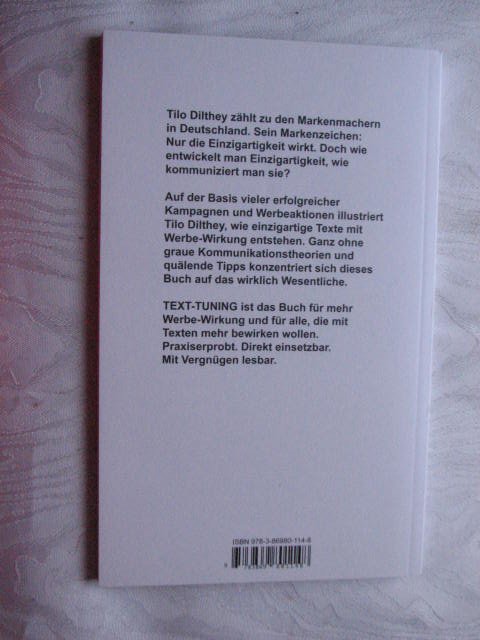 Tilo Dilthey zählt zu den Markenmachern
in Deutschland. Sein Markenzeichen:
Nur die Einzigartigkeit wirkt. Doch wie
entwickelt man Einzigartigkeit, wie
kommuniziert man sie?
Auf der Basis vieler erfolgreicher
Kampagnen und Werbeaktionen illustriert
Tilo Dilthey, wie einzigartige Texte mit
Werbe-Wirkung entstehen. Ganz ohne
graue Kommunikationstheorien und
quälende Tipps konzentriert sich dieses
Buch auf das wirklich Wesentliche.
TEXT-TUNING ist das Buch für mehr
Werbe-Wirkung und für alle, die mit
Texten mehr bewirken wollen.
Praxiserprobt. Direkt einsetzbar.
Mit Vergnügen lesbar.
ISBN 978-3-86980-114-8